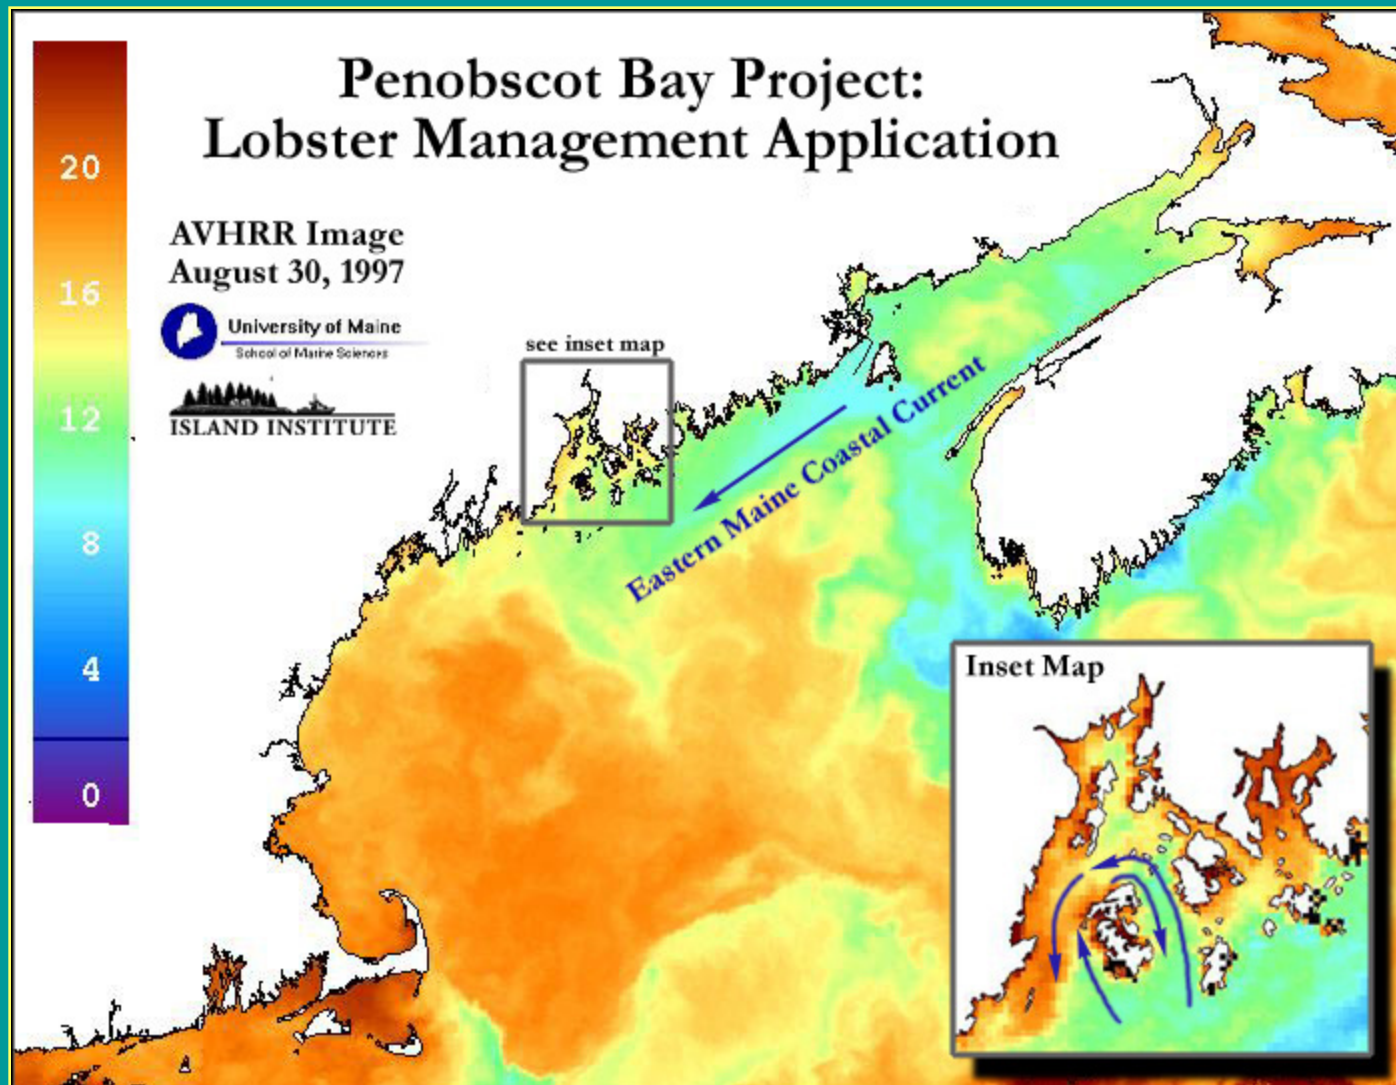 Penobscot Bay Project:
Lobster Management Application
20
16
12
8
4
0
AVHRR Image
August 30, 1997
University of Maine
School of Marine Sciences
ISLAND INSTITUTE
see inset map
Eastern Maine Coastal Current
Inset Map